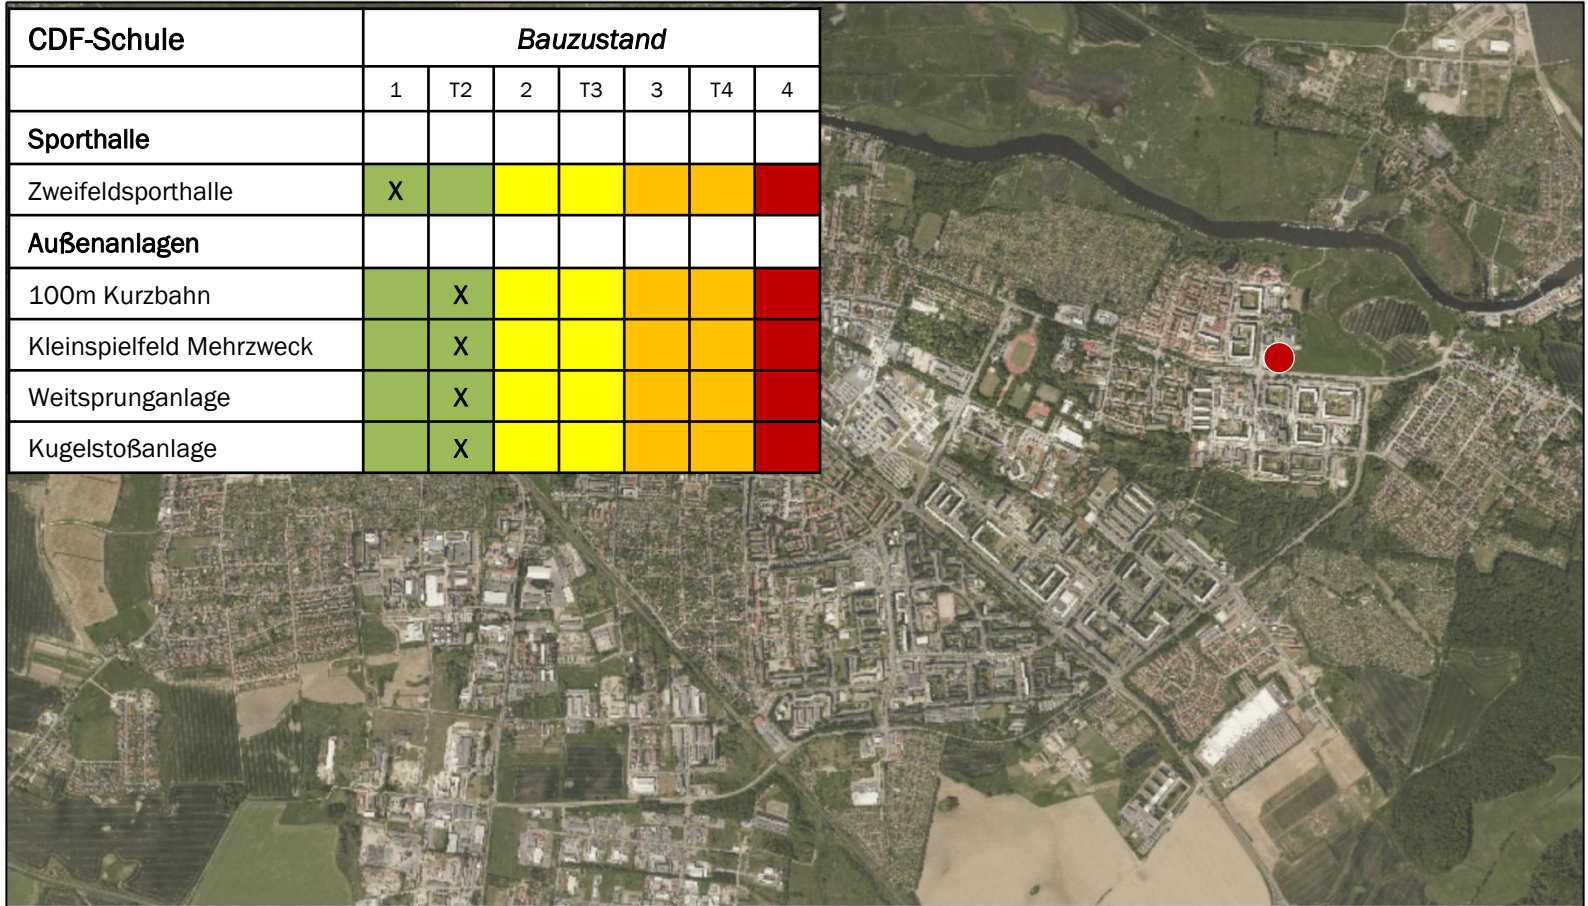 CDF-Schule Bauzustand
1 T2 2 T3 3 T4 4
Sporthalle
Zweifeldsporthalle X
Außenanlagen
100m Kurzbahn X
Kleinspielfeld Mehrzweck X
Weitsprunganlage X
Kugelstoßanlage X